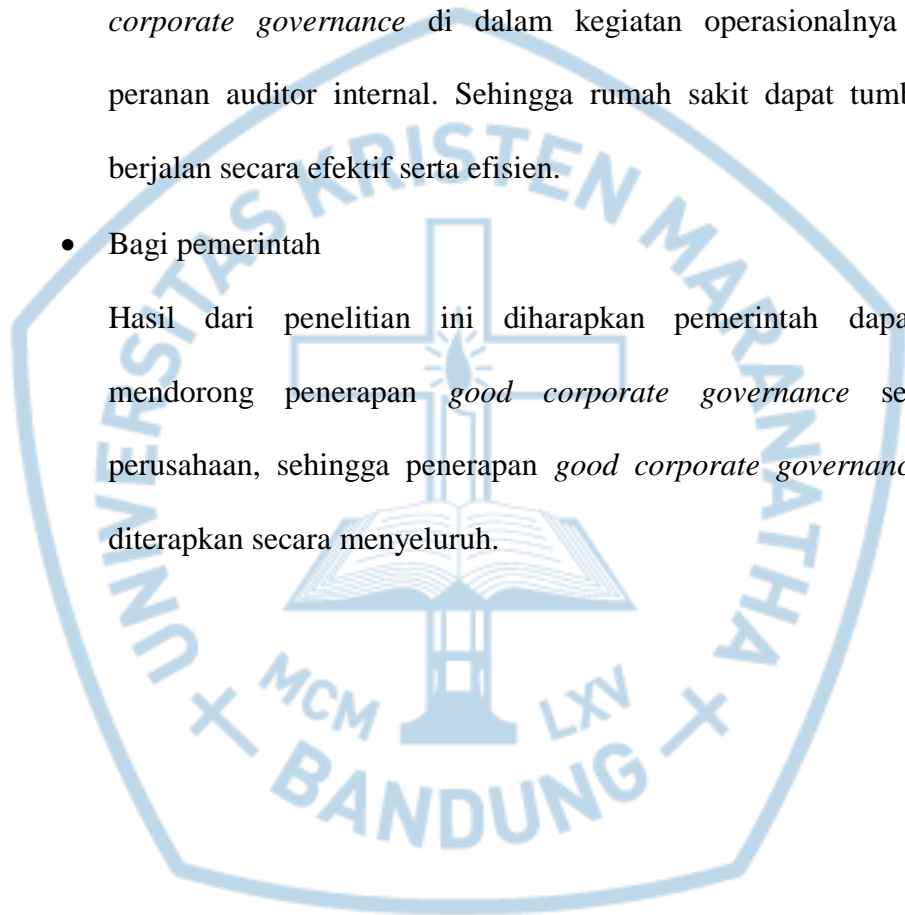 corporate governance di dalam kegiatan operasionalnya
peranan auditor internal. Sehingga rumah sakit dapat
berjalan secara efektif serta efisien.
• Bagi pemerintah
Hasil dari penelitian ini diharapkan pemerintah
mendorong penerapan good corporate governance
perusahaan, sehingga penerapan good corporate
diterapkan secara menyeluruh.
UNIVERSITAS KRISTEN MARANATHA
MCM LXV
BANDUNG